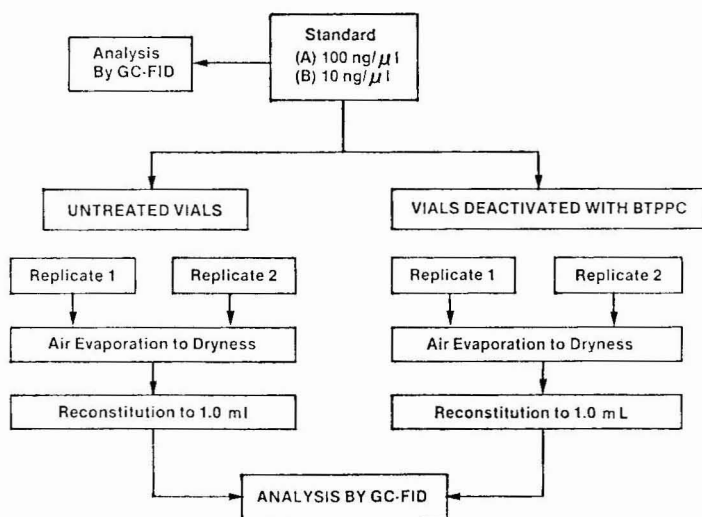 Standard
(A) 100 ng/μl
(B) 10 ng/μl
Analysis
By GC-FID
UNTREATED VIALS
VIALS DEACTIVATED WITH BTPPC
Replicate 1
Replicate 2
Replicate 1
Replicate 2
Air Evaporation to Dryness
Air Evaporation to Dryness
Reconstitution to 1.0 ml
Reconstitution to 1.0 mL
ANALYSIS BY GC-FID